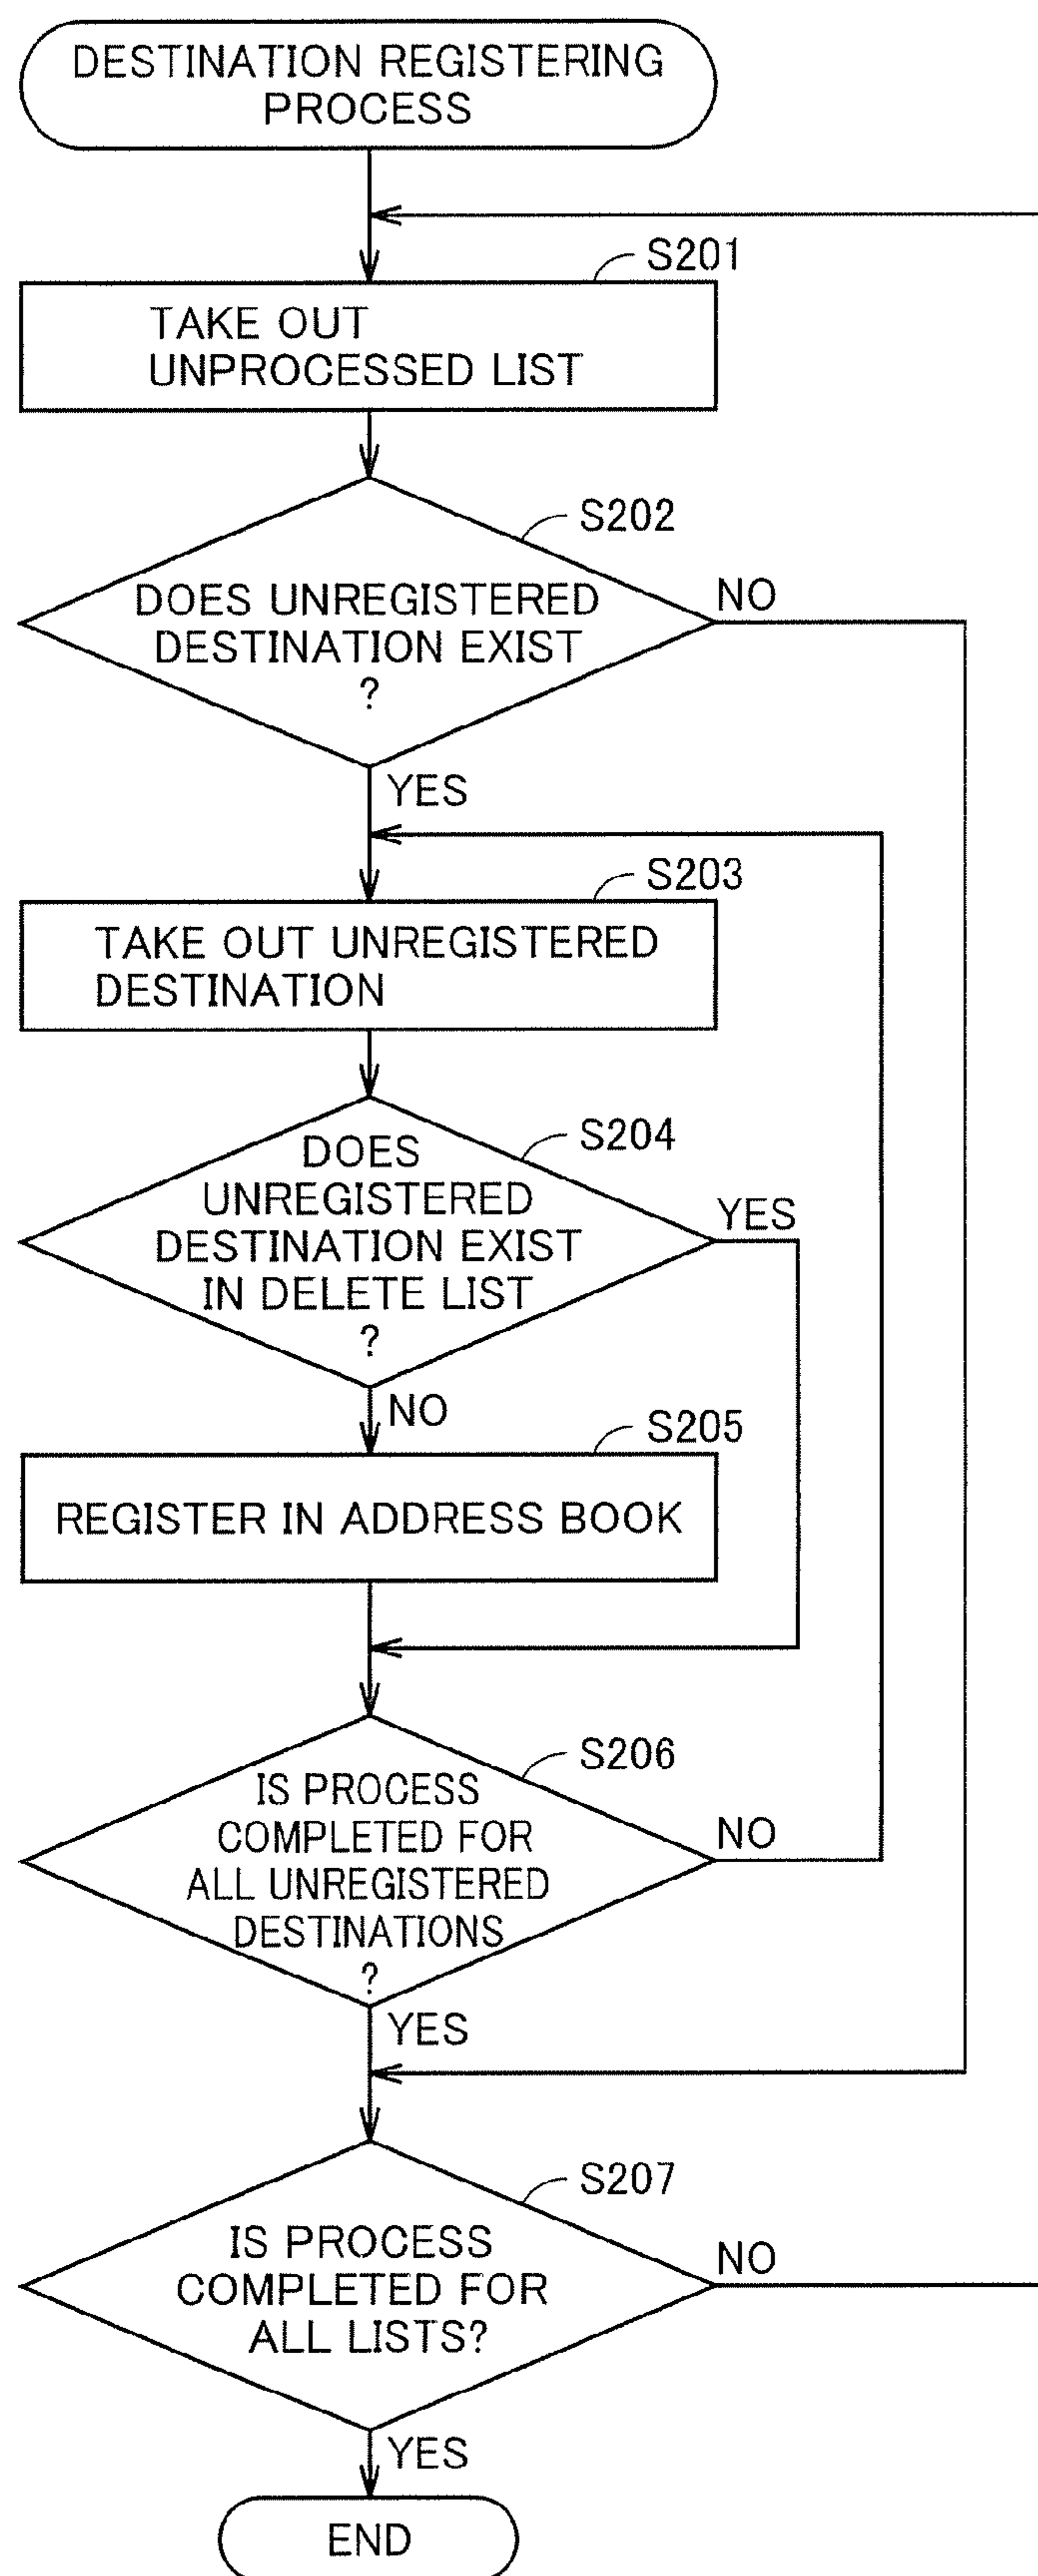 DESTINATION REGISTERING
PROCESS
S201
TAKE OUT
UNPROCESSED LIST
S202
DOES UNREGISTERED
DESTINATION EXIST
?
NO
YES
S203
TAKE OUT UNREGISTERED
DESTINATION
S204
DOES
UNREGISTERED
DESTINATION EXIST
IN DELETE LIST
?
YES
NO
S205
REGISTER IN ADDRESS BOOK
S206
IS PROCESS
COMPLETED FOR
ALL UNREGISTERED
DESTINATIONS
?
NO
YES
S207
IS PROCESS
COMPLETED FOR
ALL LISTS?
NO
YES
END